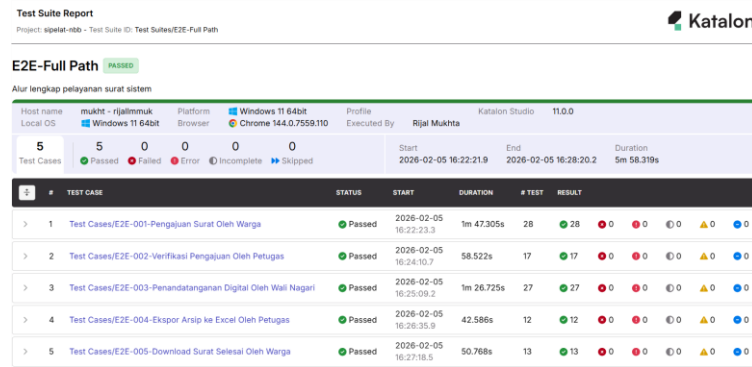 Test Suite Report
Project: sipelat-nbb - Test Suite ID: Test Suites/E2E-Full Path
Katalon
E2E-Full Path PASSED
Alur lengkap pelayanan surat sistem
Host name mukht - rijalimmuk Platform Windows 11 64bit Profile Katalon Studio 11.0.0
Local OS Windows 11 64bit Browser Chrome 144.0.7559.110 Executed By Rijal Mukhta
5 5 0 0 0 0 Start End Duration
Test Cases Passed Failed Error Incomplete Skipped 2026-02-05 16:22:21.9 2026-02-05 16:28:20.2 5m 58.319s
# TEST CASE STATUS START DURATION # TEST RESULT
1 Test Cases/E2E-001-Pengajuan Surat Oleh Warga Passed 2026-02-05 16:22:23.3 1m 47.305s 28 28 0 0 0 0 0
2 Test Cases/E2E-002-Verifikasi Pengajuan Oleh Petugas Passed 2026-02-05 16:24:10.7 58.522s 17 17 0 0 0 0 0
3 Test Cases/E2E-003-Penandatanganan Digital Oleh Wali Nagari Passed 2026-02-05 16:25:09.2 1m 26.725s 27 27 0 0 0 0 0
4 Test Cases/E2E-004-Ekspor Arsip ke Excel Oleh Petugas Passed 2026-02-05 16:26:35.9 42.586s 12 12 0 0 0 0 0
5 Test Cases/E2E-005-Download Surat Selesai Oleh Warga Passed 2026-02-05 16:27:18.5 50.768s 13 13 0 0 0 0 0